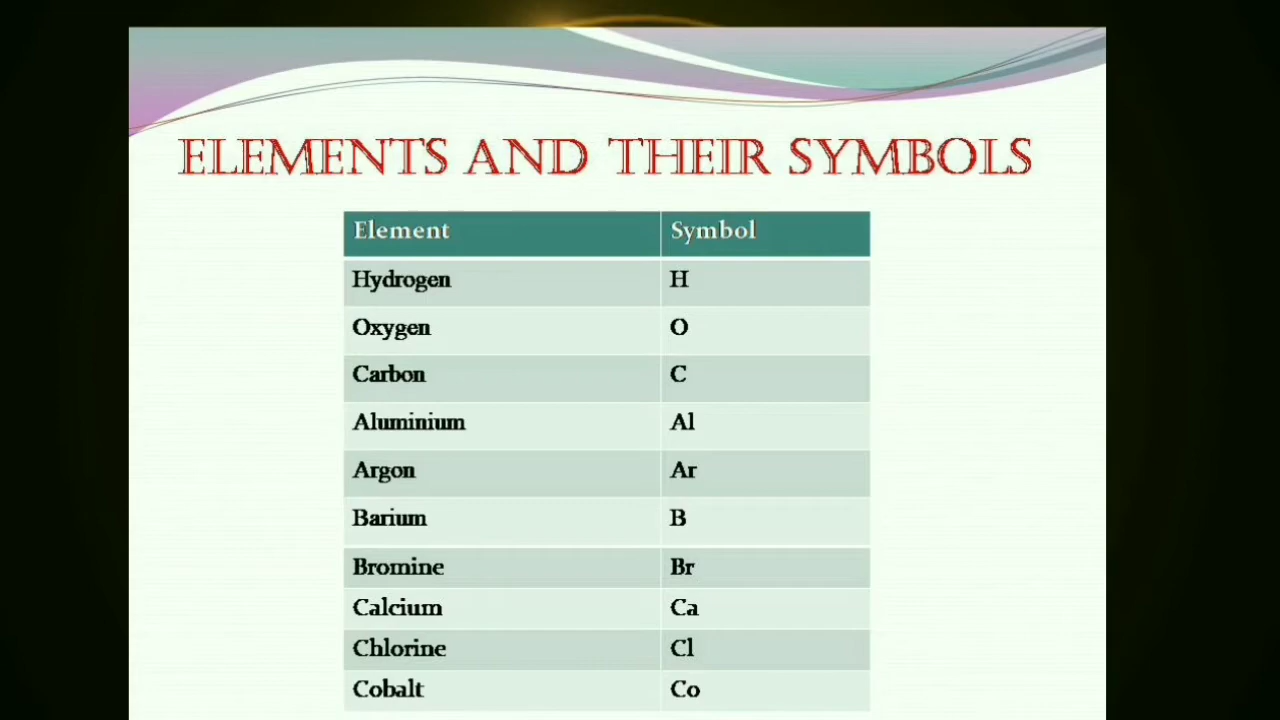 ELEMENTS AND THEIR SYMBOLS
Element Symbol
Hydrogen H
Oxygen O
Carbon C
Aluminium Al
Argon Ar
Barium B
Bromine Br
Calcium Ca
Chlorine Cl
Cobalt Co